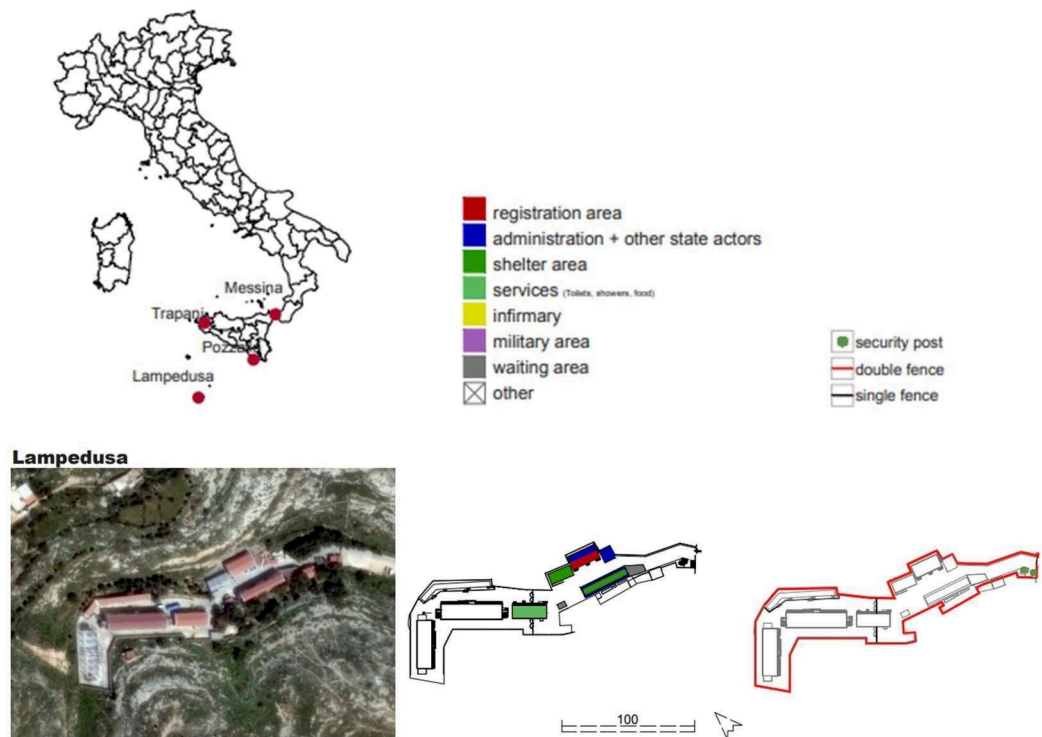 Messina
Trapani
Lampedusa
registration area
administration + other state actors
shelter area
services (Toilets, showers, food)
infirmary
military area
waiting area
other
security post
double fence
single fence
Lampedusa
100